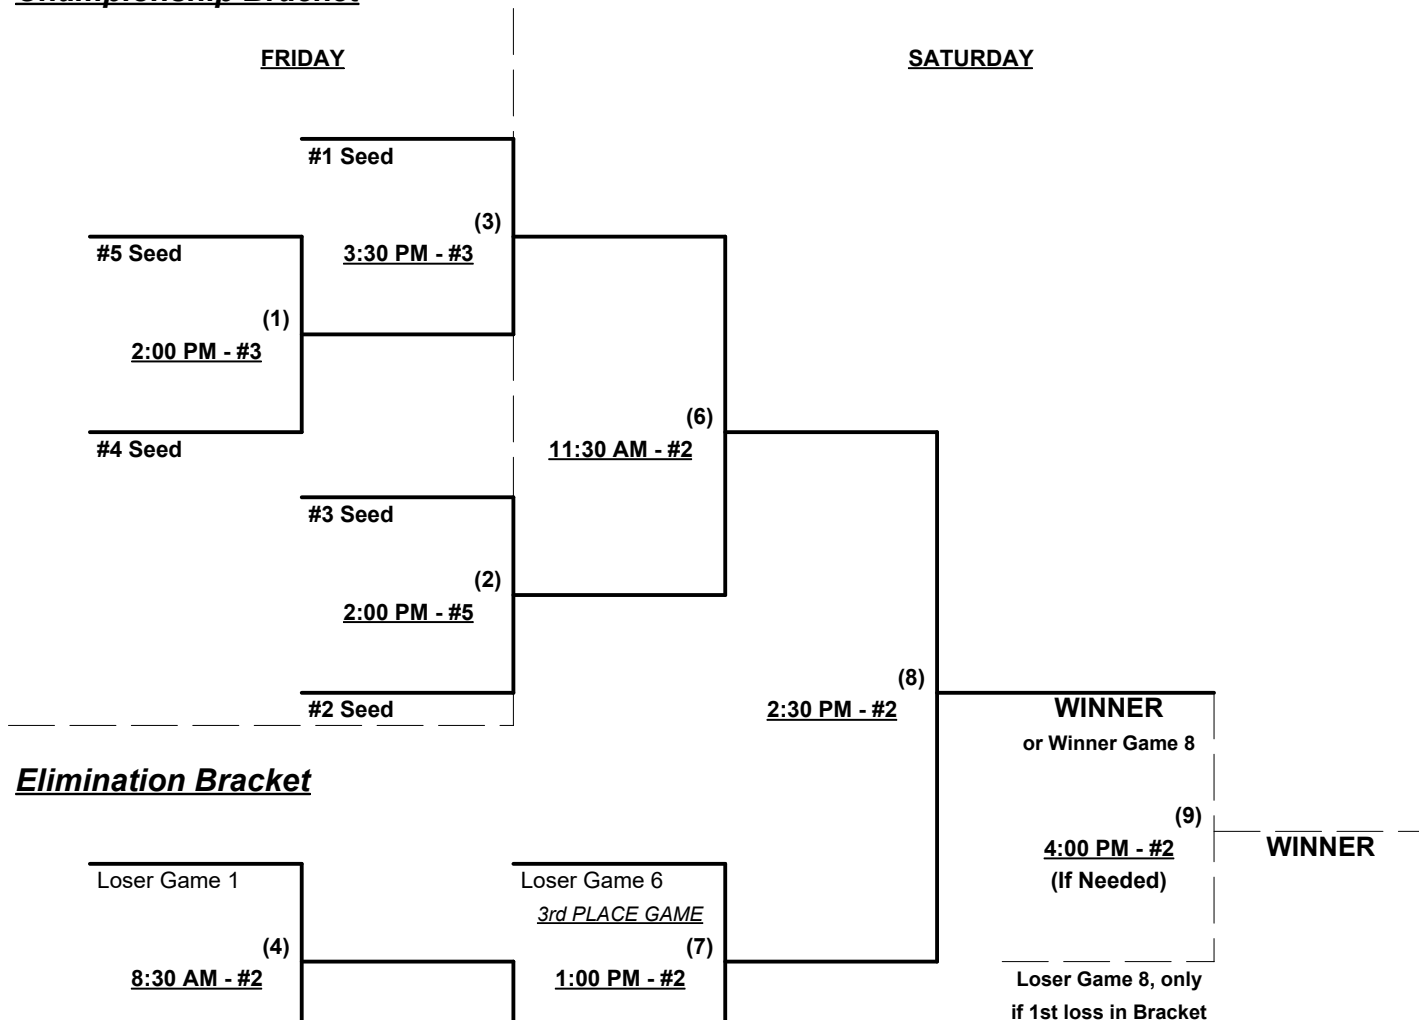 Championship Bracket
FRIDAY
SATURDAY
#1 Seed
(3)
3:30 PM - #3
#5 Seed
(1)
2:00 PM - #3
#4 Seed
(6)
11:30 AM - #2
#3 Seed
(2)
2:00 PM - #5
#2 Seed
(8)
2:30 PM - #2
WINNER
or Winner Game 8
Elimination Bracket
(9)
4:00 PM - #2
(If Needed)
WINNER
Loser Game 1
(4)
8:30 AM - #2
Loser Game 6
3rd PLACE GAME
(7)
1:00 PM - #2
Loser Game 8, only
if 1st loss in Bracket